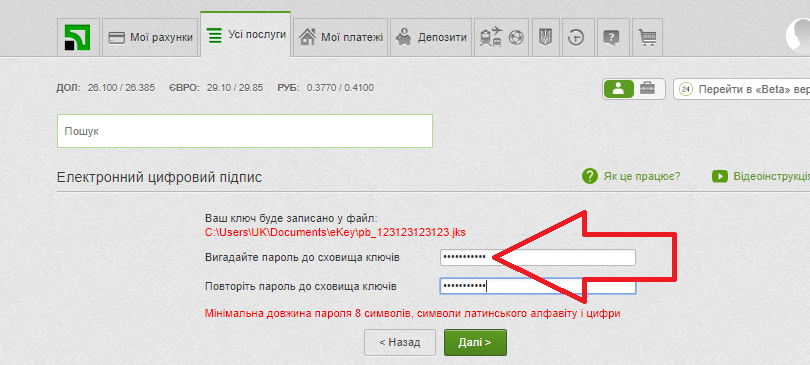 Мої рахунки
Усі послуги
Мої платежі
Депозити
ДОЛ: 26.100 / 26.385 ЄВРО: 29.10 / 29.85 РУБ: 0.3770 / 0.4100
24 Перейти в «Beta» вер
Пошук
Електронний цифровий підпис
? Як це працює?
Відеоінструкція
Ваш ключ буде записано у файл:
C:\Users\UK\Documents\eKey\pb_123123123123.jks
Вигадайте пароль до сховища ключів
•••••••••••
Повторіть пароль до сховища ключів
•••••••••••
Мінімальна довжина пароля 8 символів, символи латинського алфавіту і цифри
< Назад
Далі >